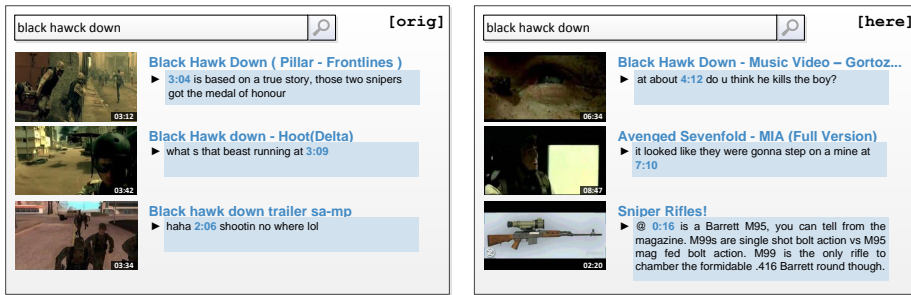 black hawck down
[orig]
Black Hawk Down ( Pillar - Frontlines )
► 3:04 is based on a true story, those two snipers
got the medal of honour
03:12
Black Hawk down - Hoot(Delta)
► what s that beast running at 3:09
03:42
Black hawk down trailer sa-mp
► haha 2:06 shootin no where lol
03:34
black hawck down
[here]
Black Hawk Down - Music Video – Gortoz...
► at about 4:12 do u think he kills the boy?
06:34
Avenged Sevenfold - MIA (Full Version)
► it looked like they were gonna step on a mine at
7:10
08:47
Sniper Rifles!
► @ 0:16 is a Barrett M95, you can tell from the
magazine. M99s are single shot bolt action vs M95
mag fed bolt action. M99 is the only rifle to
chamber the formidable .416 Barrett round though.
02:20